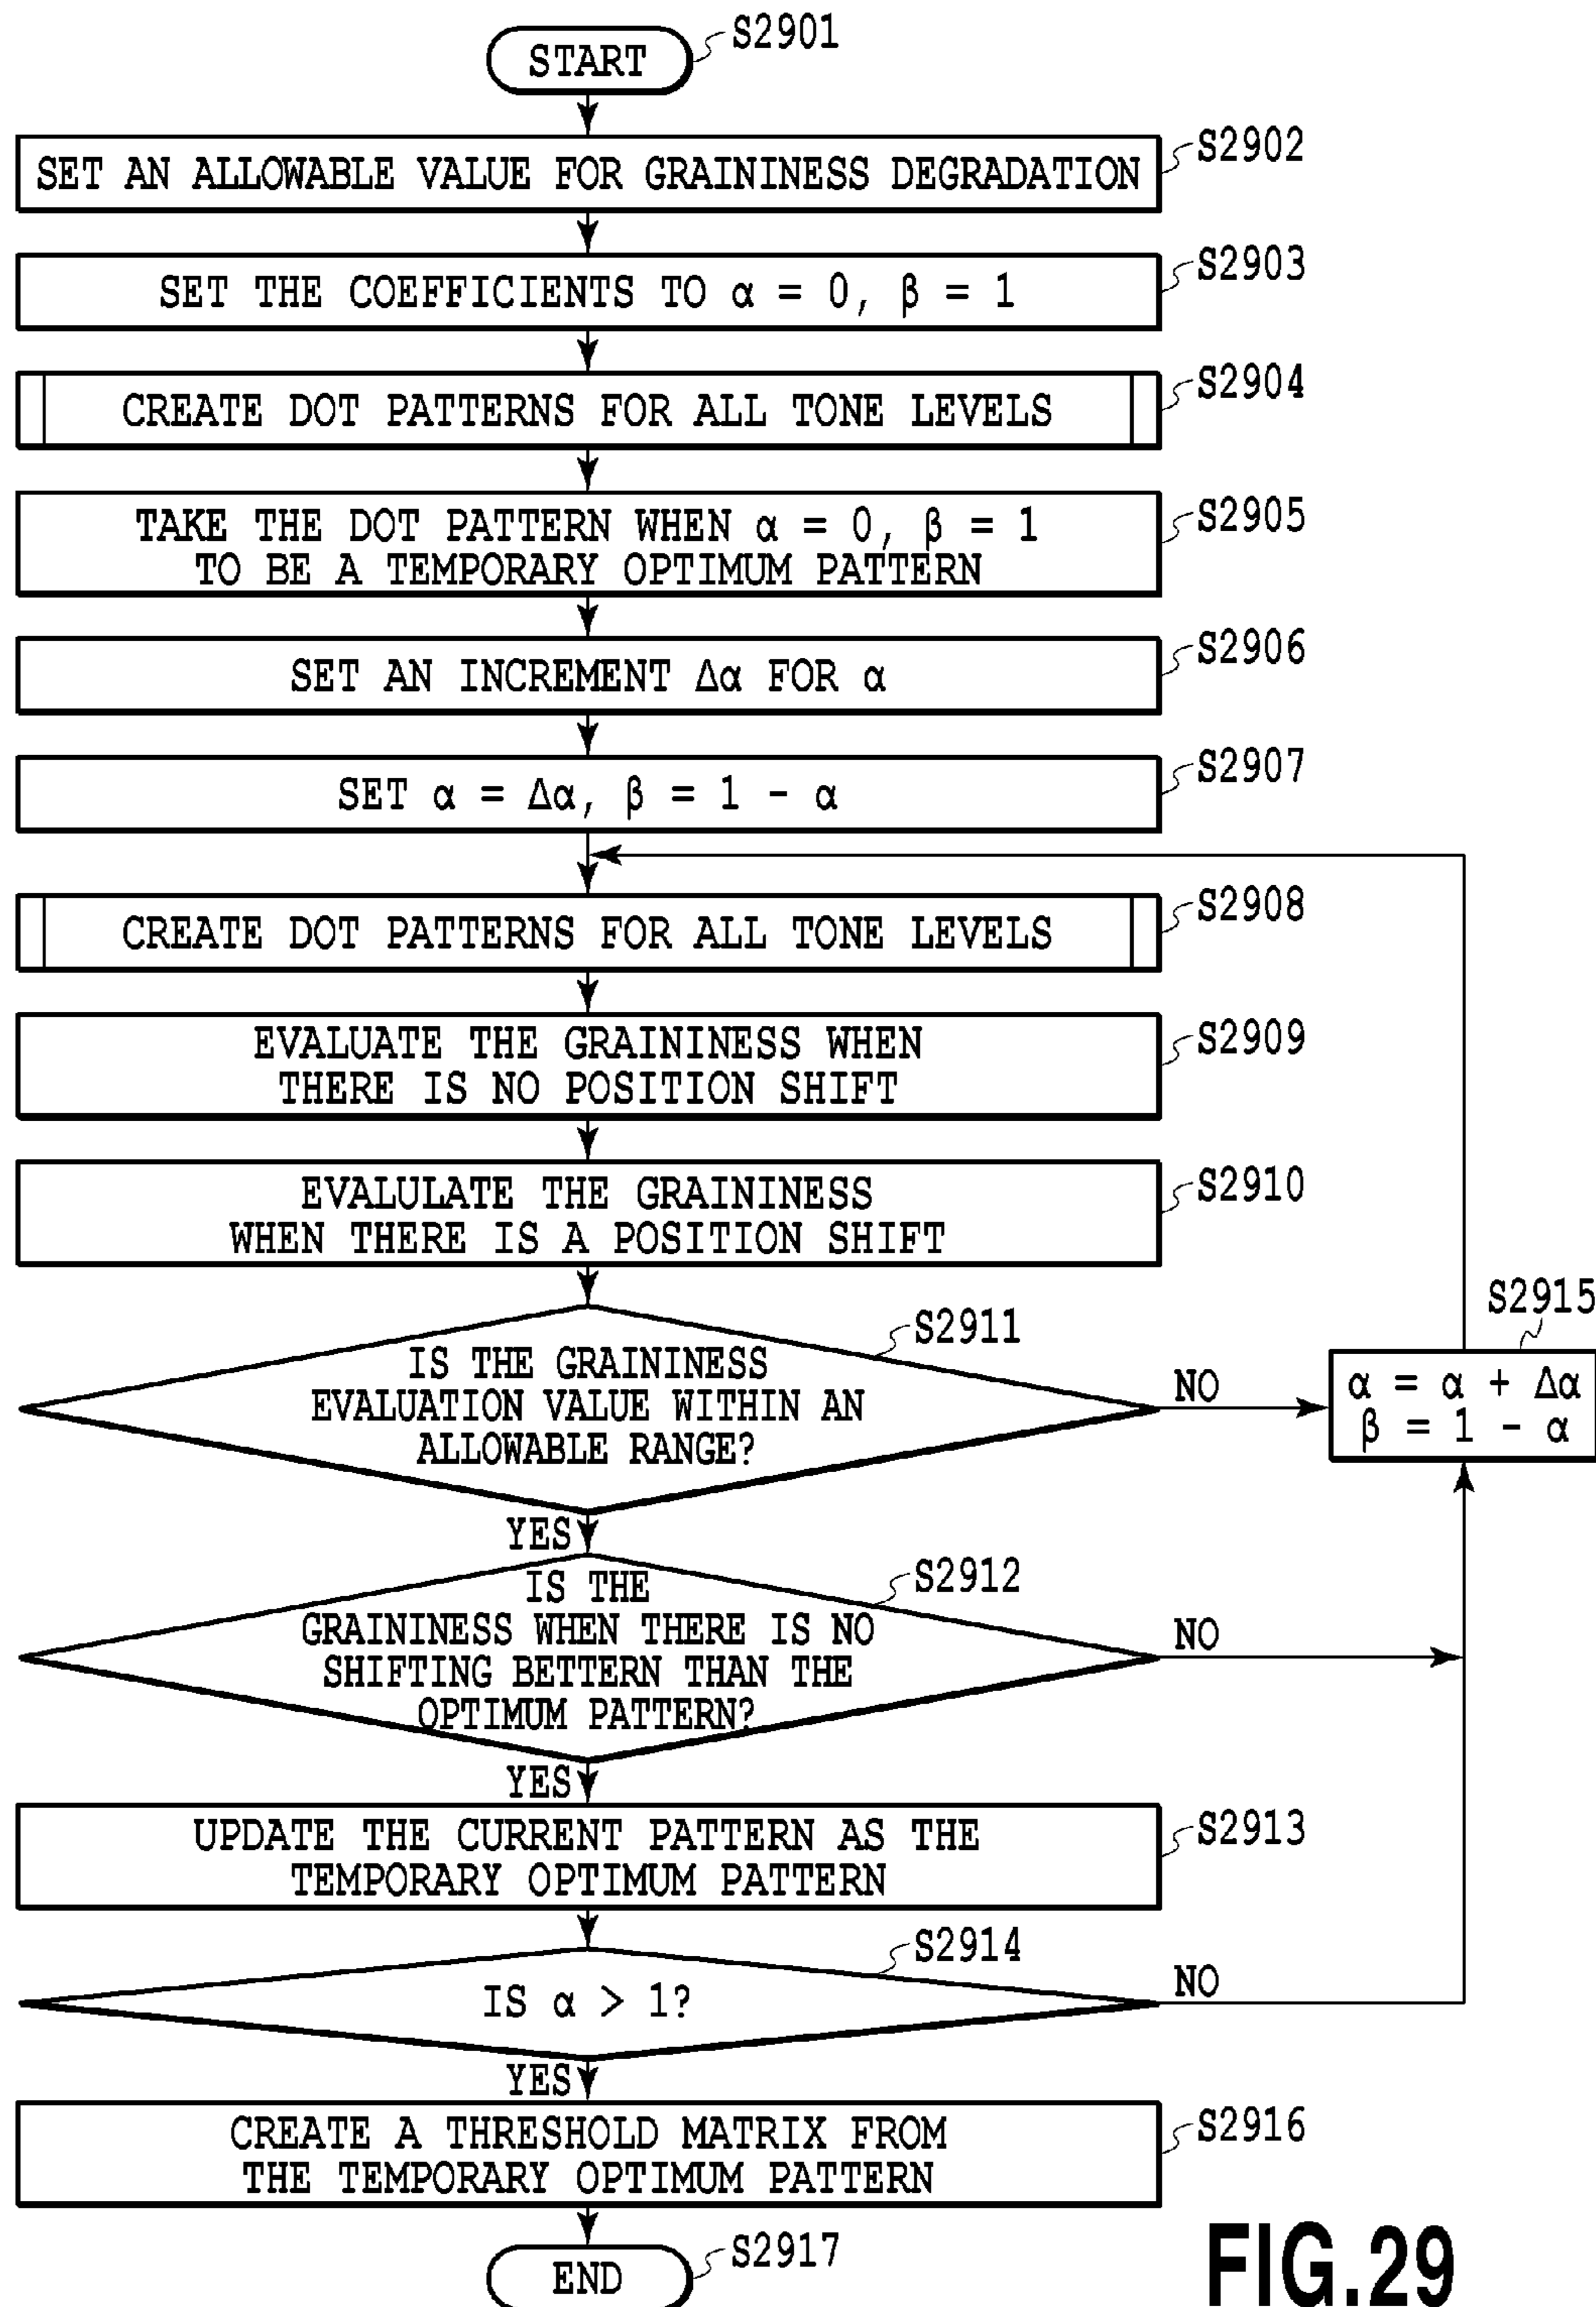 START
S2901
SET AN ALLOWABLE VALUE FOR GRAININESS DEGRADATION
S2902
SET THE COEFFICIENTS TO α = 0, β = 1
S2903
CREATE DOT PATTERNS FOR ALL TONE LEVELS
S2904
TAKE THE DOT PATTERN WHEN α = 0, β = 1
TO BE A TEMPORARY OPTIMUM PATTERN
S2905
SET AN INCREMENT Δα FOR α
S2906
SET α = Δα, β = 1 - α
S2907
CREATE DOT PATTERNS FOR ALL TONE LEVELS
S2908
EVALUATE THE GRAININESS WHEN
THERE IS NO POSITION SHIFT
S2909
EVALULATE THE GRAININESS
WHEN THERE IS A POSITION SHIFT
S2910
IS THE GRAININESS
EVALUATION VALUE WITHIN AN
ALLOWABLE RANGE?
S2911
NO
S2915
α = α + Δα
β = 1 - α
YES
IS THE
GRAININESS WHEN THERE IS NO
SHIFTING BETTERN THAN THE
OPTIMUM PATTERN?
S2912
NO
YES
UPDATE THE CURRENT PATTERN AS THE
TEMPORARY OPTIMUM PATTERN
S2913
IS α > 1?
S2914
NO
YES
CREATE A THRESHOLD MATRIX FROM
THE TEMPORARY OPTIMUM PATTERN
S2916
END
S2917
FIG.29